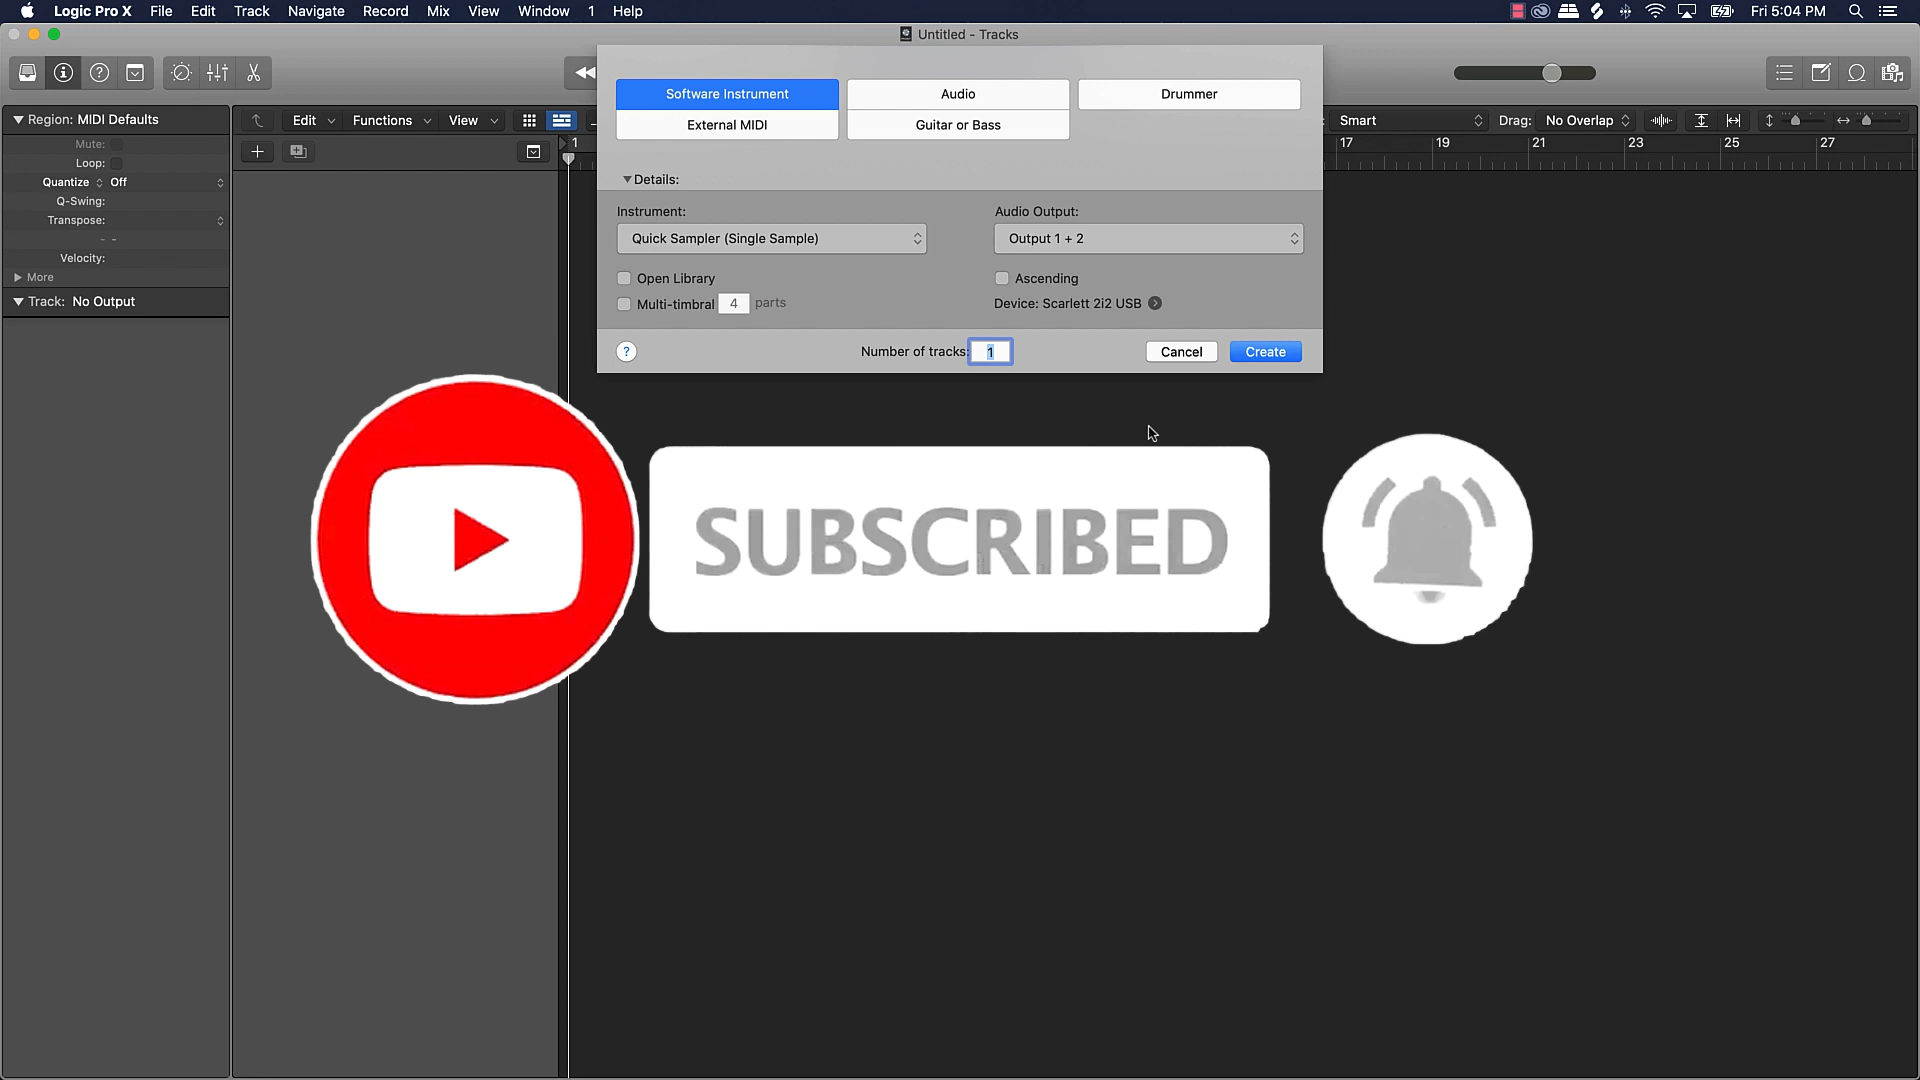 Logic Pro X File Edit Track Navigate Record Mix View Window 1 Help Fri 5:04 PM
Untitled - Tracks
Software Instrument Audio Drummer
External MIDI Guitar or Bass
Region: MIDI Defaults
Edit Functions View
Smart Drag: No Overlap
Mute:
Loop:
Quantize Off
Q-Swing:
Transpose:
Velocity:
More
Track: No Output
1 17 19 21 23 25 27
Details:
Instrument: Audio Output:
Quick Sampler (Single Sample) Output 1 + 2
Open Library Ascending
Multi-timbral 4 parts Device: Scarlett 2i2 USB
? Number of tracks: 1 Cancel Create
SUBSCRIBED